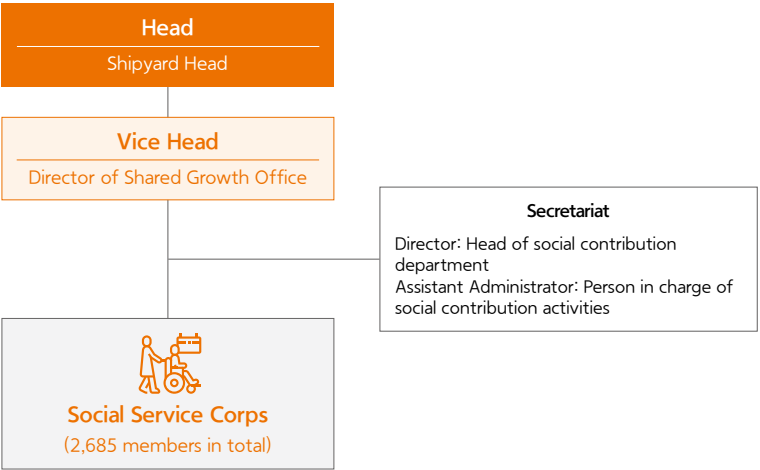 Head
Shipyard Head
Vice Head
Director of Shared Growth Office
Secretariat
Director: Head of social contribution
department
Assistant Administrator: Person in charge of
social contribution activities
Social Service Corps
(2,685 members in total)